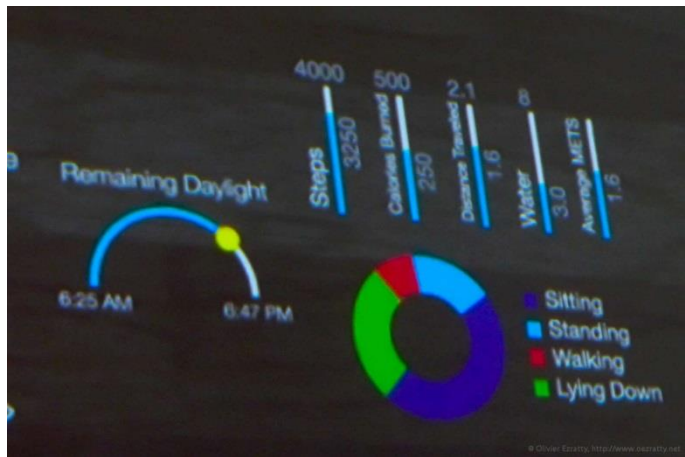 4000
Steps
3250
500
Calories Burned
250
2.1
Distance Traveled
1.6
8
Water
3.0
Average METS
1.6
Remaining Daylight
6:25 AM
6:47 PM
Sitting
Standing
Walking
Lying Down
© Olivier Ezratty, http://www.oezratty.net